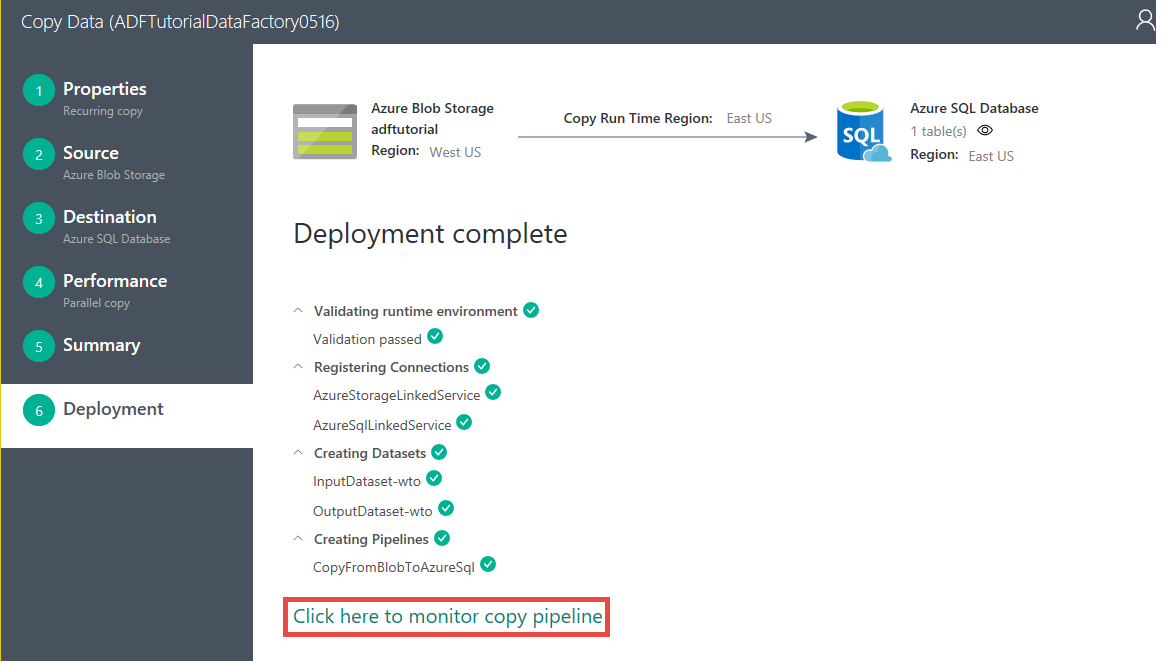 Copy Data (ADFTutorialDataFactory0516)
1 Properties
Recurring copy
2 Source
Azure Blob Storage
3 Destination
Azure SQL Database
4 Performance
Parallel copy
5 Summary
6 Deployment
Azure Blob Storage
adftutorial
Region: West US
Copy Run Time Region: East US
SQL
Azure SQL Database
1 table(s)
Region: East US
Deployment complete
Validating runtime environment
Validation passed
Registering Connections
AzureStorageLinkedService
AzureSqlLinkedService
Creating Datasets
InputDataset-wto
OutputDataset-wto
Creating Pipelines
CopyFromBlobToAzureSql
Click here to monitor copy pipeline